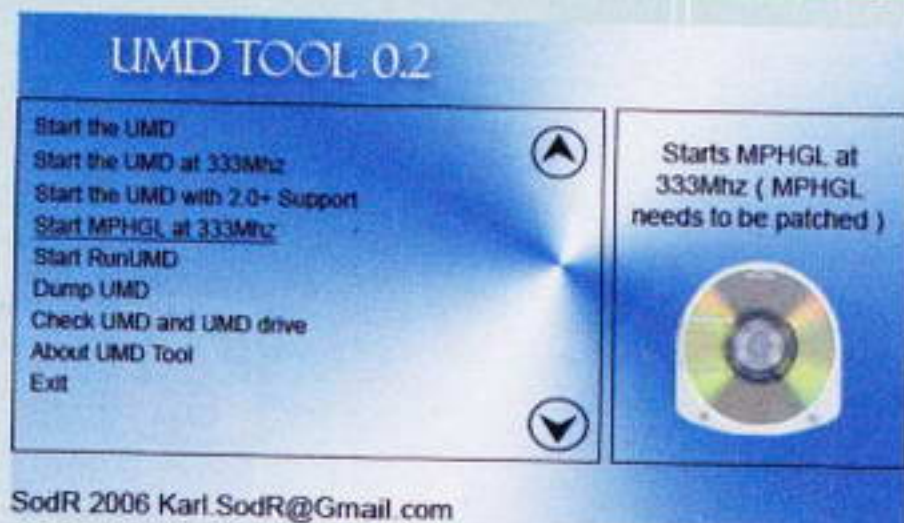 UMD TOOL 0.2
Start the UMD
Start the UMD at 333Mhz
Start the UMD with 2.0+ Support
Start MPHGL at 333Mhz
Start RunUMD
Dump UMD
Check UMD and UMD drive
About UMD Tool
Exit
Starts MPHGL at
333Mhz ( MPHGL
needs to be patched )
SodR 2006 Karl.SodR@Gmail.com